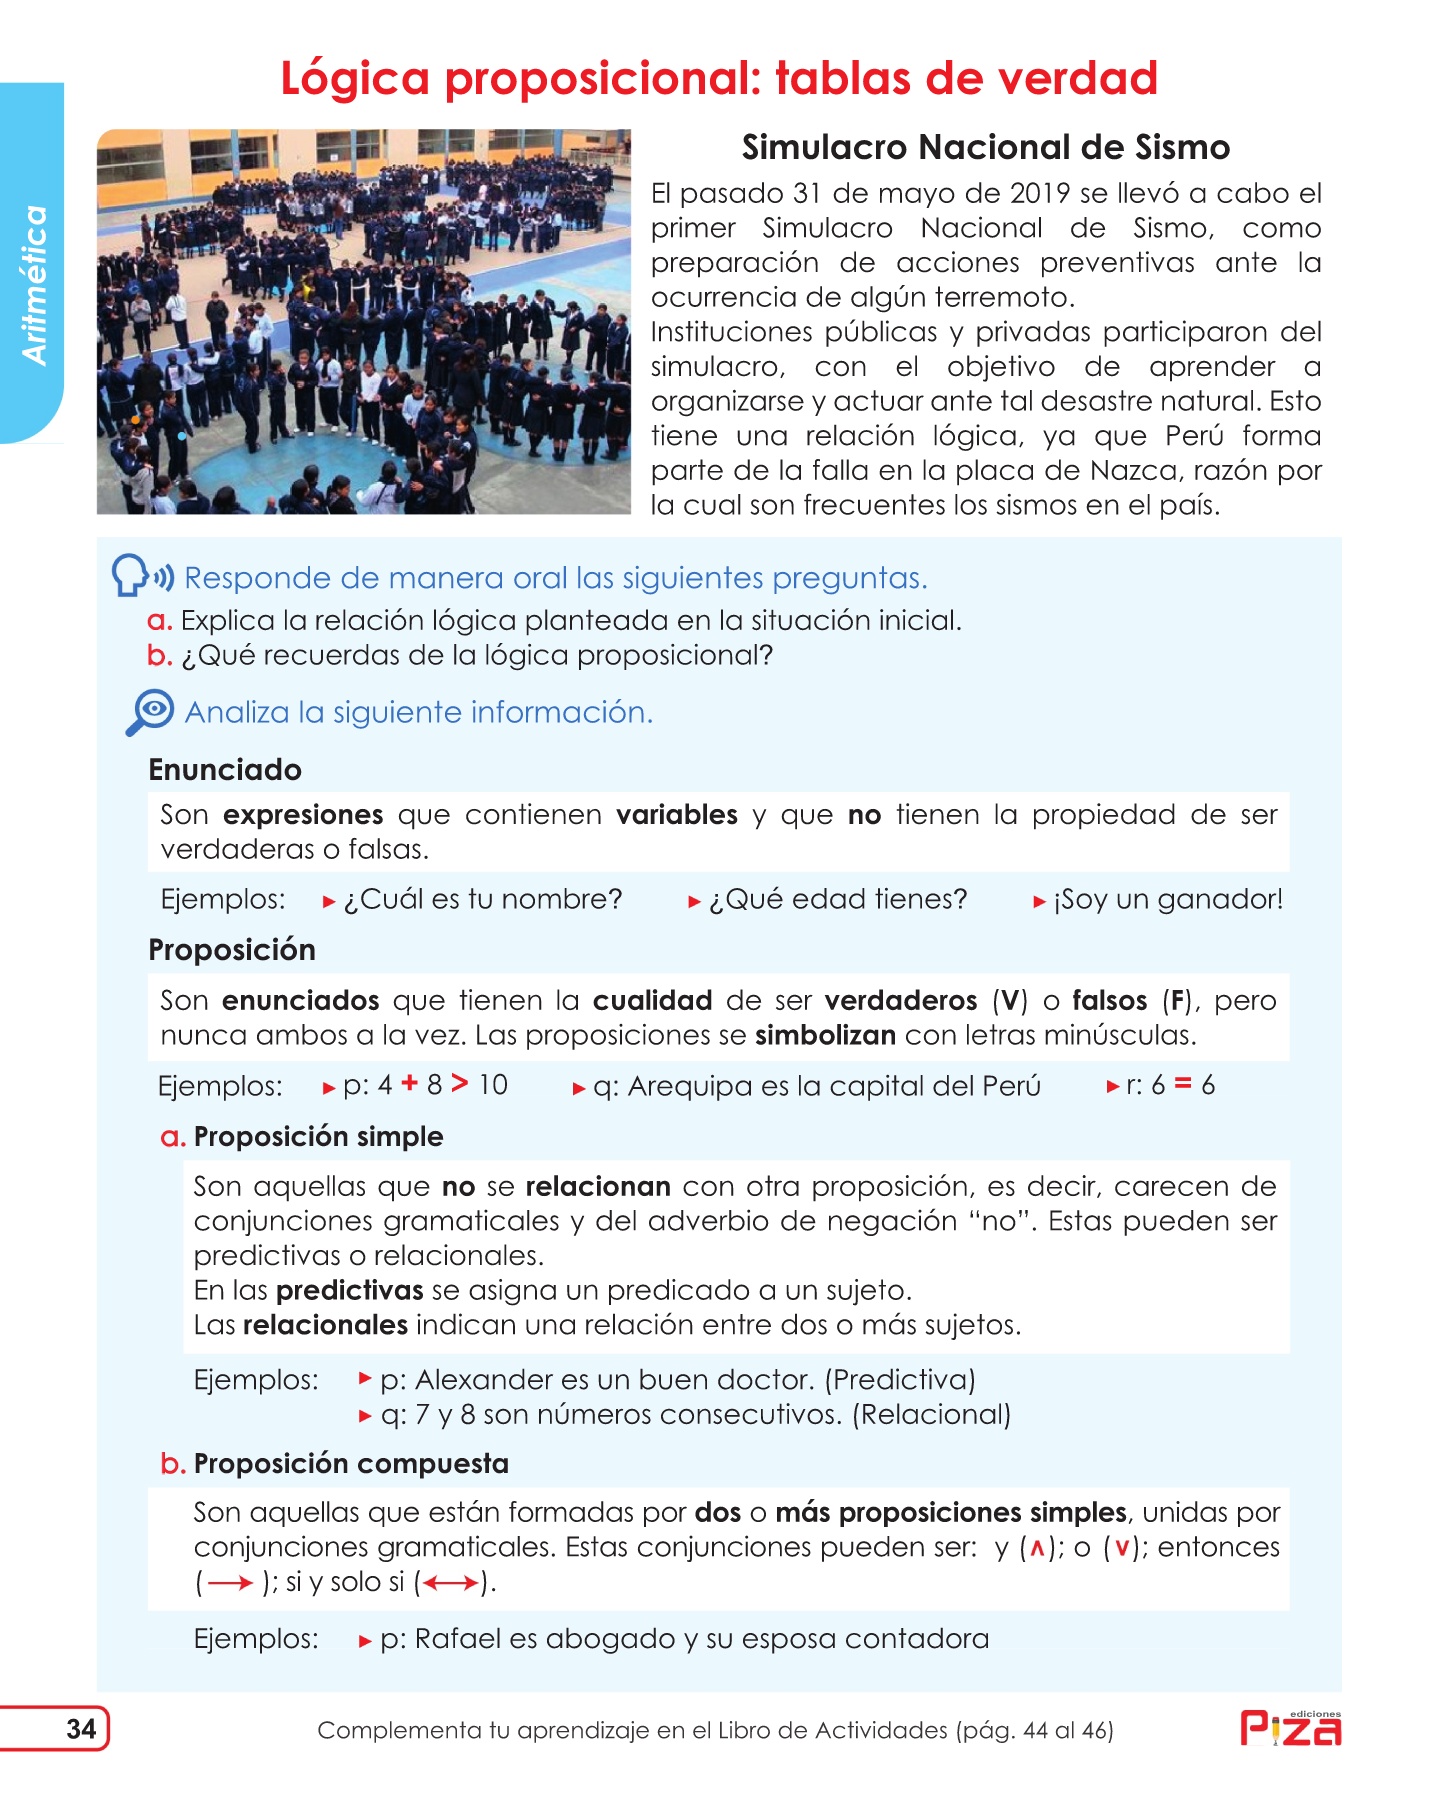 Lógica proposicional: tablas de verdad
Aritmética
Simulacro Nacional de Sismo
El pasado 31 de mayo de 2019 se llevó a cabo el
primer Simulacro Nacional de Sismo, como
preparación de acciones preventivas ante la
ocurrencia de algún terremoto.
Instituciones públicas y privadas participaron del
simulacro, con el objetivo de aprender a
organizarse y actuar ante tal desastre natural. Esto
tiene una relación lógica, ya que Perú forma
parte de la falla en la placa de Nazca, razón por
la cual son frecuentes los sismos en el país.
Responde de manera oral las siguientes preguntas.
a. Explica la relación lógica planteada en la situación inicial.
b. ¿Qué recuerdas de la lógica proposicional?
Analiza la siguiente información.
Enunciado
Son expresiones que contienen variables y que no tienen la propiedad de ser
verdaderas o falsas.
Ejemplos: ▸ ¿Cuál es tu nombre? ▸ ¿Qué edad tienes? ▸ ¡Soy un ganador!
Proposición
Son enunciados que tienen la cualidad de ser verdaderos (V) o falsos (F), pero
nunca ambos a la vez. Las proposiciones se simbolizan con letras minúsculas.
Ejemplos: ▸ p: 4 + 8 > 10 ▸ q: Arequipa es la capital del Perú ▸ r: 6 = 6
a. Proposición simple
Son aquellas que no se relacionan con otra proposición, es decir, carecen de
conjunciones gramaticales y del adverbio de negación “no”. Estas pueden ser
predictivas o relacionales.
En las predictivas se asigna un predicado a un sujeto.
Las relacionales indican una relación entre dos o más sujetos.
Ejemplos: ▸ p: Alexander es un buen doctor. (Predictiva)
▸ q: 7 y 8 son números consecutivos. (Relacional)
b. Proposición compuesta
Son aquellas que están formadas por dos o más proposiciones simples, unidas por
conjunciones gramaticales. Estas conjunciones pueden ser: y (∧); o (∨); entonces
(⟶); si y solo si (⟷).
Ejemplos: ▸ p: Rafael es abogado y su esposa contadora
34
Complementa tu aprendizaje en el Libro de Actividades (pág. 44 al 46)
ediciones
Piza